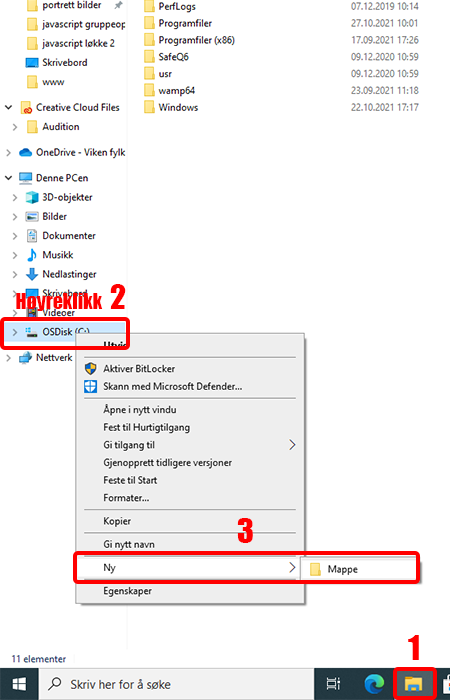 portrett bilder
javascript gruppeop
javascript løkke 2
Skrivebord
www
Creative Cloud Files
Audition
OneDrive - Viken fylk
Denne PCen
3D-objekter
Bilder
Dokumenter
Musikk
Nedlastinger
Skrivebord
Høyreklikk 2
Videoer
OSDisk (C:)
Nettverk
PerfLogs 07.12.2019 10:14
Programfiler 27.10.2021 10:01
Programfiler (x86) 17.09.2021 17:26
SafeQ6 09.12.2020 10:59
usr 09.12.2020 10:59
wamp64 23.09.2021 11:18
Windows 22.10.2021 17:17
Utvid
Aktiver BitLocker
Skann med Microsoft Defender...
Åpne i nytt vindu
Fest til Hurtigtilgang
Gi tilgang til
Gjenopprett tidligere versjoner
Feste til Start
Formater...
Kopier
3
Gi nytt navn
Ny
Mappe
Egenskaper
1
11 elementer
Skriv her for å søke